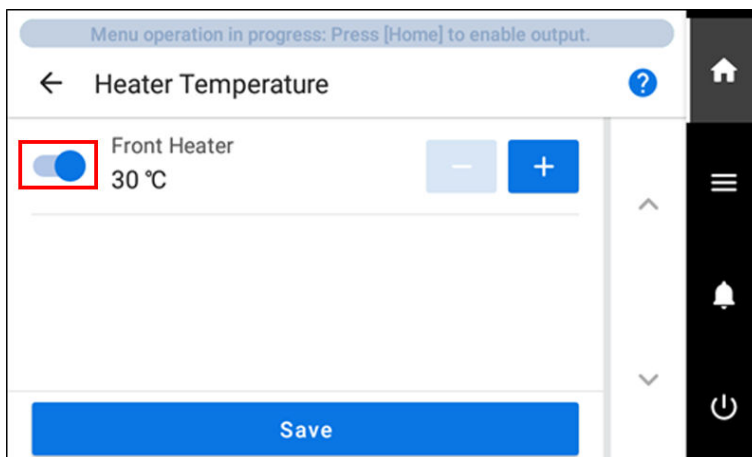 Menu operation in progress: Press [Home] to enable output.
Heater Temperature
?
Front Heater
30 ℃
Save